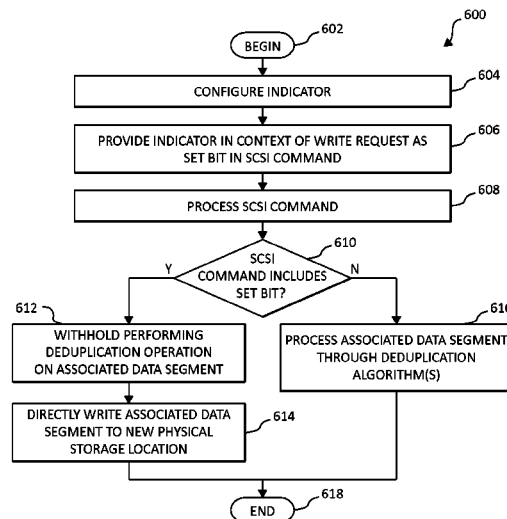 600
BEGIN
602
CONFIGURE INDICATOR
604
PROVIDE INDICATOR IN CONTEXT OF WRITE REQUEST AS
SET BIT IN SCSI COMMAND
606
PROCESS SCSI COMMAND
608
SCSI
COMMAND INCLUDES
SET BIT?
610
Y
N
612
WITHHOLD PERFORMING
DEDUPLICATION OPERATION
ON ASSOCIATED DATA SEGMENT
616
PROCESS ASSOCIATED DATA SEGMENT
THROUGH DEDUPLICATION
ALGORITHM(S)
DIRECTLY WRITE ASSOCIATED DATA
SEGMENT TO NEW PHYSICAL
STORAGE LOCATION
614
END
618